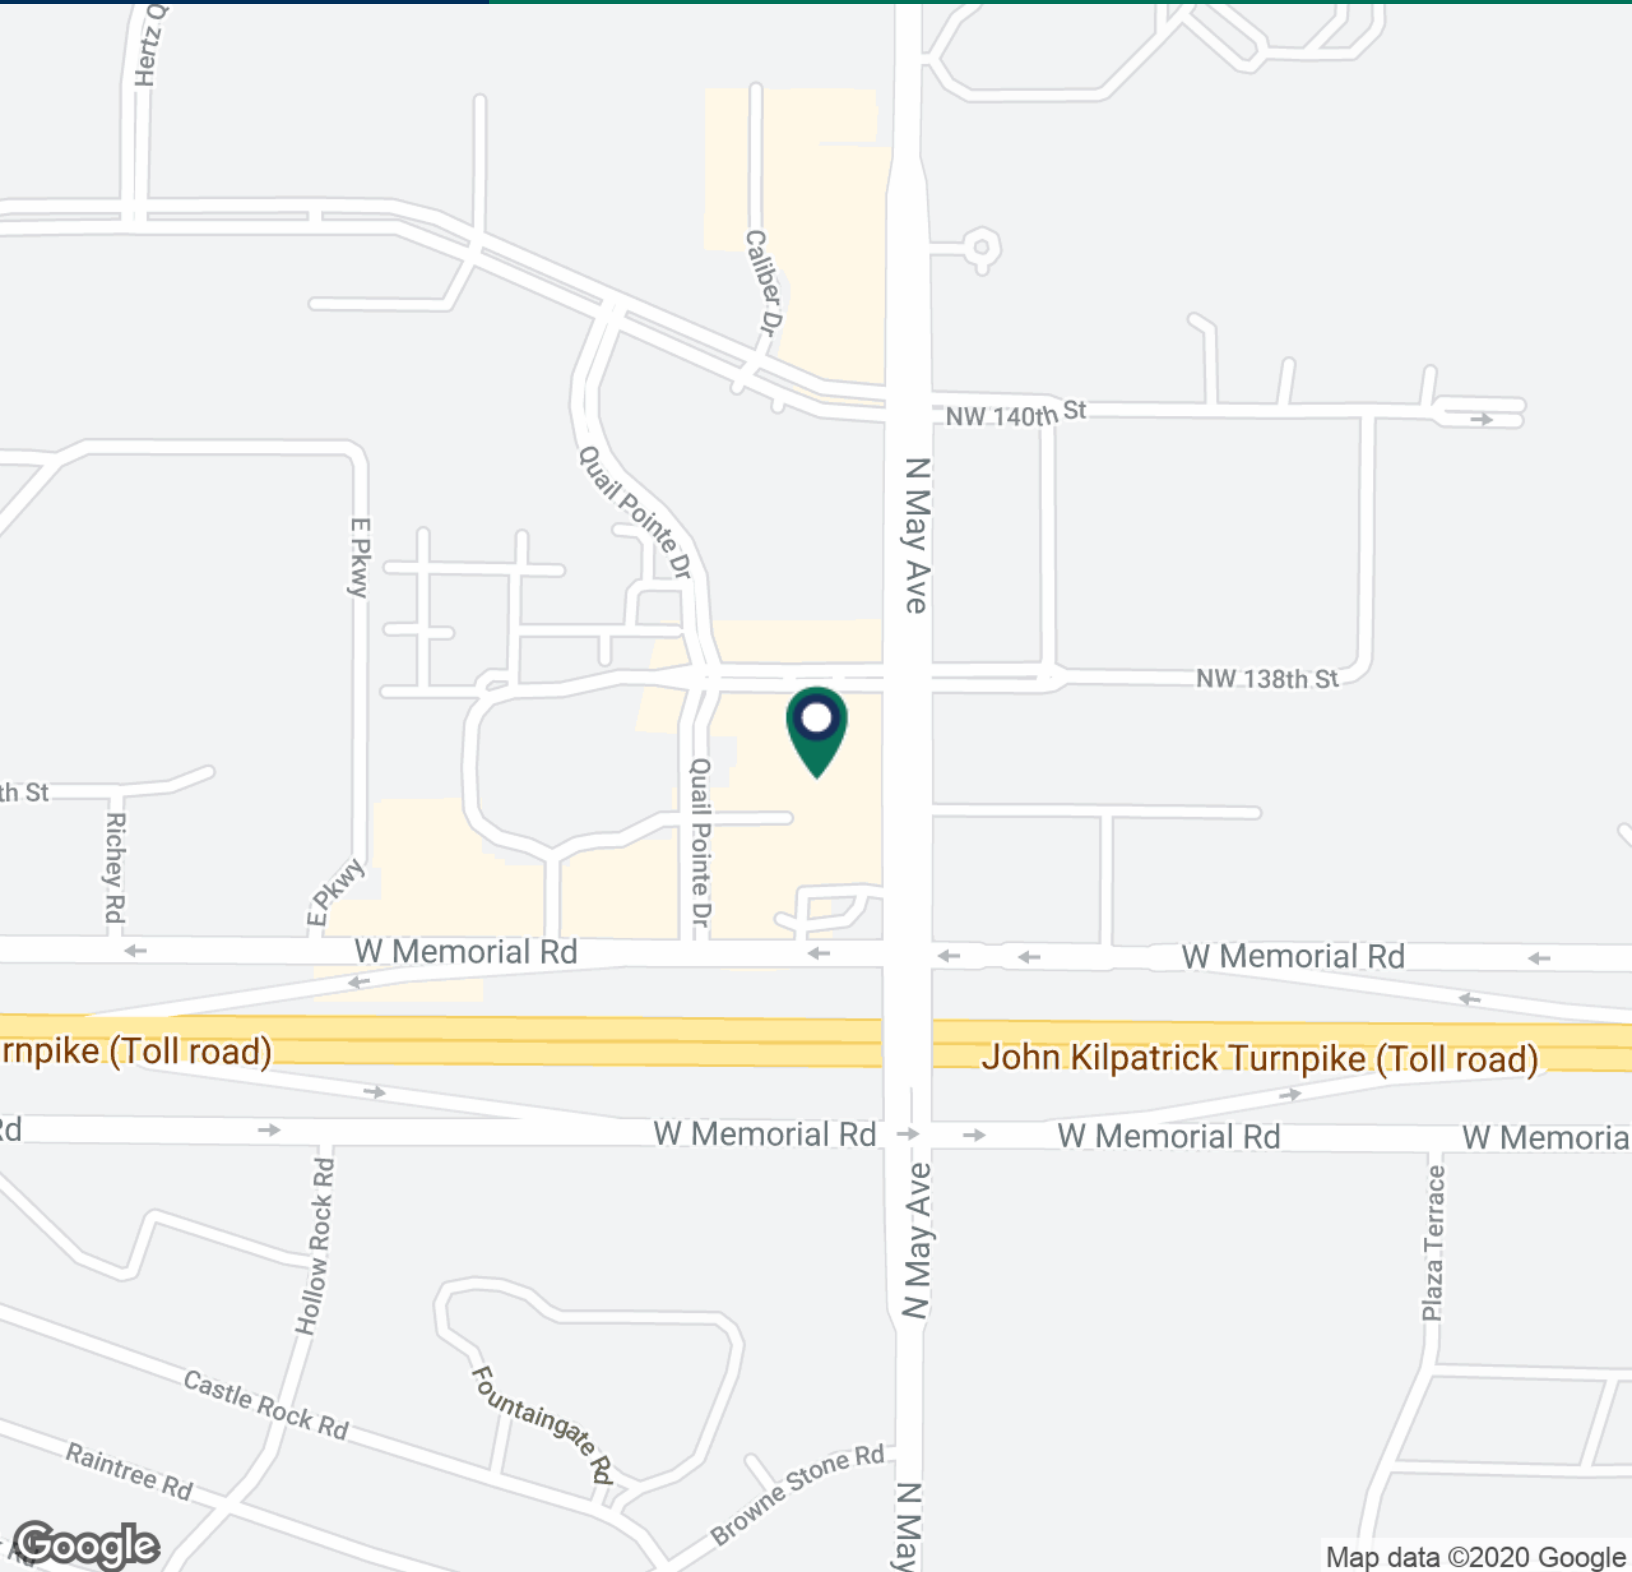 Hertz Q
Caliber Dr
NW 140th St
N May Ave
Quail Pointe Dr
E Pkwy
NW 138th St
th St
Richey Rd
Quail Pointe Dr
E Pkwy
W Memorial Rd
W Memorial Rd
rnpike (Toll road)
John Kilpatrick Turnpike (Toll road)
Rd
W Memorial Rd
W Memorial Rd
W Memoria
N May Ave
Hollow Rock Rd
Plaza Terrace
Castle Rock Rd
Fountaingate Rd
Raintree Rd
Browne Stone Rd
N May
Rd
Google
Map data ©2020 Google